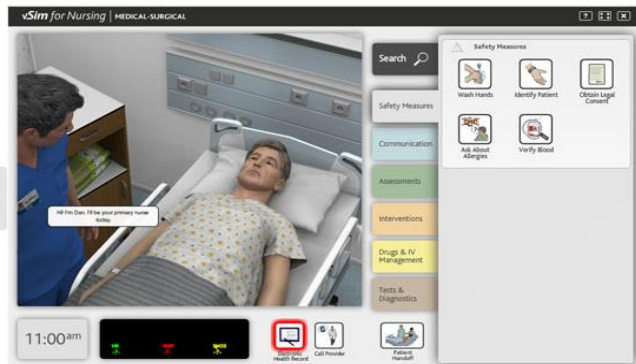 vSim for Nursing | MEDICAL-SURGICAL
?
Search
Safety Measures
Communication
Assessments
Interventions
Drugs & IV
Management
Tests &
Diagnostics
Safety Measures
Wash Hands
Identify Patient
Obtain Legal
Consent
Ask About
Allergies
Verify Blood
Hi! I'm Dan. I'll be your primary nurse
today.
11:00am
HR
-?-
-?-
SpO2
-?-
Electronic
Health Record
Call Provider
Patient
Handoff